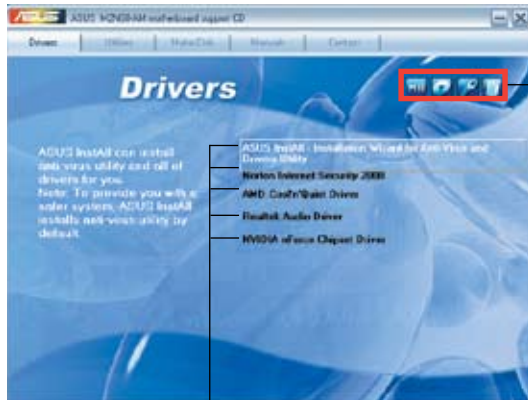 ASUS M2N68-AM motherboard support CD
Drivers
Utilities
Make Disk
Manuals
Contact
Drivers
ASUS InstAll can install
anti-virus utility and all of
drivers for you.
Note: To provide you with a
safer system, ASUS InstAll
installs anti-virus utility by
default.
ASUS InstAll - Installation Wizard for Anti-Virus and
Drivers Utility
Norton Internet Security 2008
AMD Cool'n'Quiet Driver
Realtek Audio Driver
NVIDIA nForce Chipset Driver